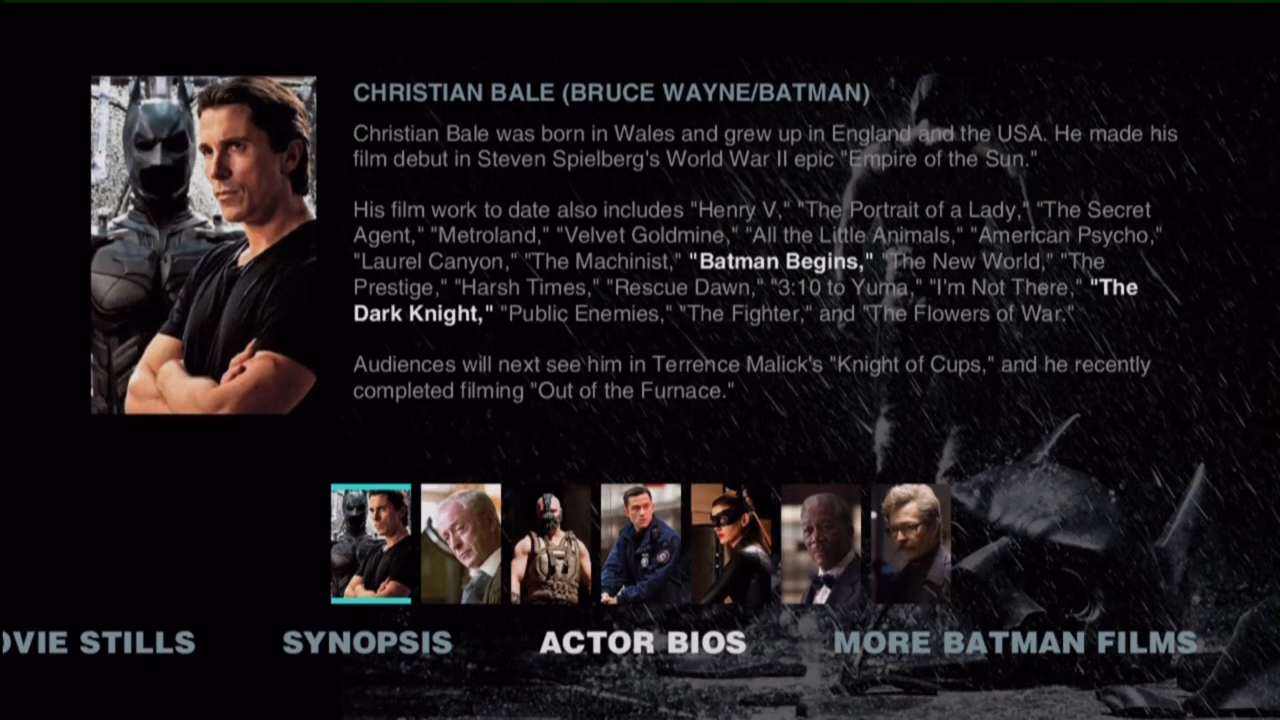 CHRISTIAN BALE (BRUCE WAYNE/BATMAN)
Christian Bale was born in Wales and grew up in England and the USA. He made his
film debut in Steven Spielberg's World War II epic "Empire of the Sun."
His film work to date also includes "Henry V," "The Portrait of a Lady," "The Secret
Agent," "Metroland," "Velvet Goldmine," "All the Little Animals," "American Psycho,"
"Laurel Canyon," "The Machinist," "Batman Begins," "The New World," "The
Prestige," "Harsh Times," "Rescue Dawn," "3:10 to Yuma," "I'm Not There," "The
Dark Knight," "Public Enemies," "The Fighter," and "The Flowers of War."
Audiences will next see him in Terrence Malick's "Knight of Cups," and he recently
completed filming "Out of the Furnace."
OVIE STILLS SYNOPSIS ACTOR BIOS MORE BATMAN FILMS